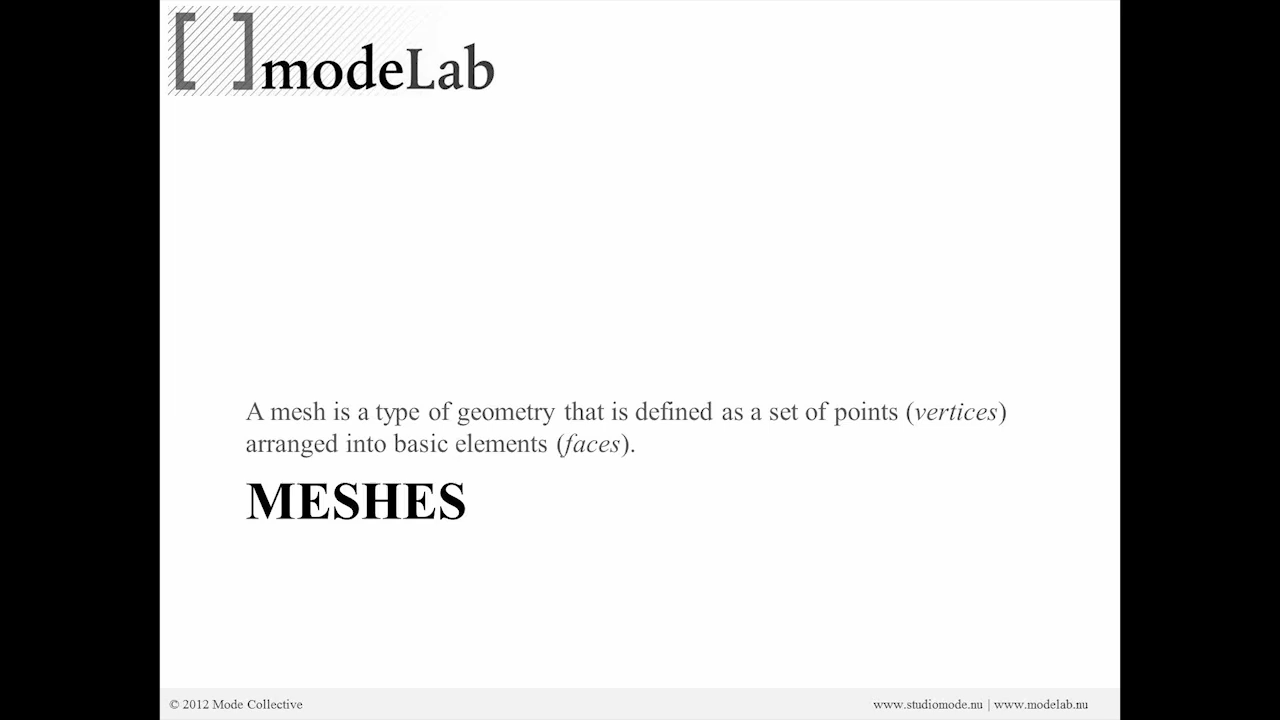 [ ]modeLab
A mesh is a type of geometry that is defined as a set of points (vertices)
arranged into basic elements (faces).
MESHES
© 2012 Mode Collective
www.studiomode.nu | www.modelab.nu